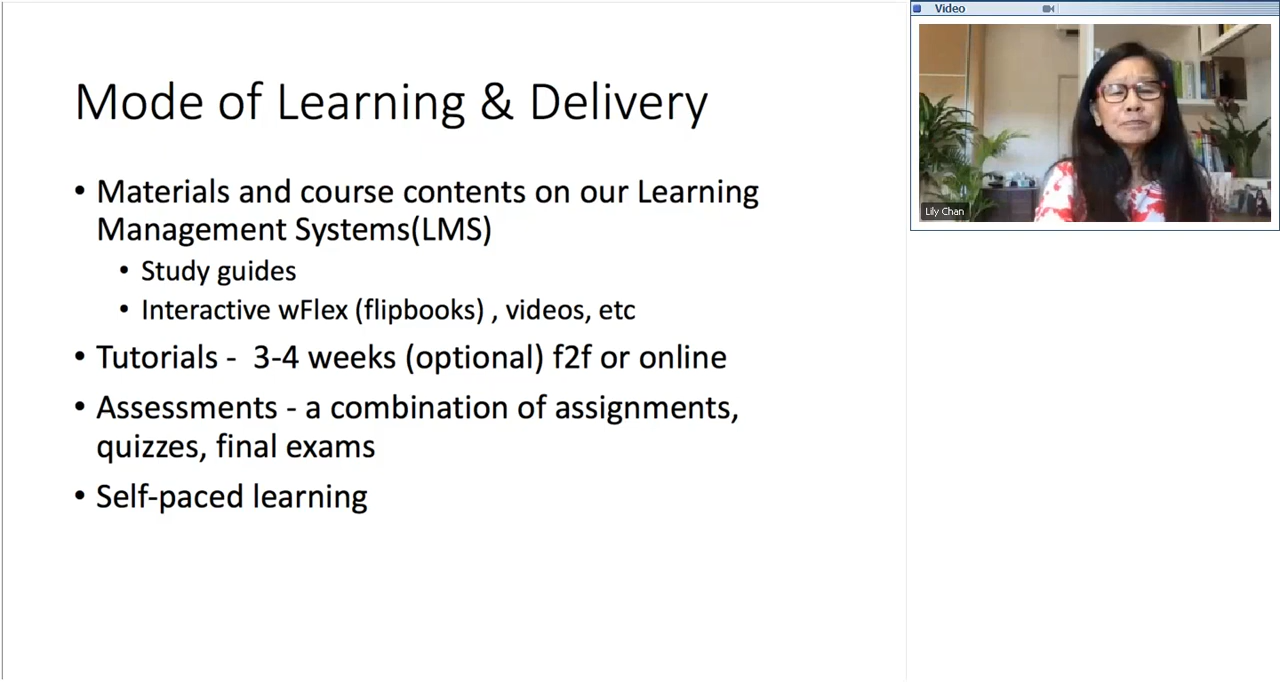 Mode of Learning & Delivery
• Materials and course contents on our Learning
Management Systems(LMS)
• Study guides
• Interactive wFlex (flipbooks) , videos, etc
• Tutorials -  3-4 weeks (optional) f2f or online
• Assessments - a combination of assignments,
quizzes, final exams
• Self-paced learning
Video
Lily Chan